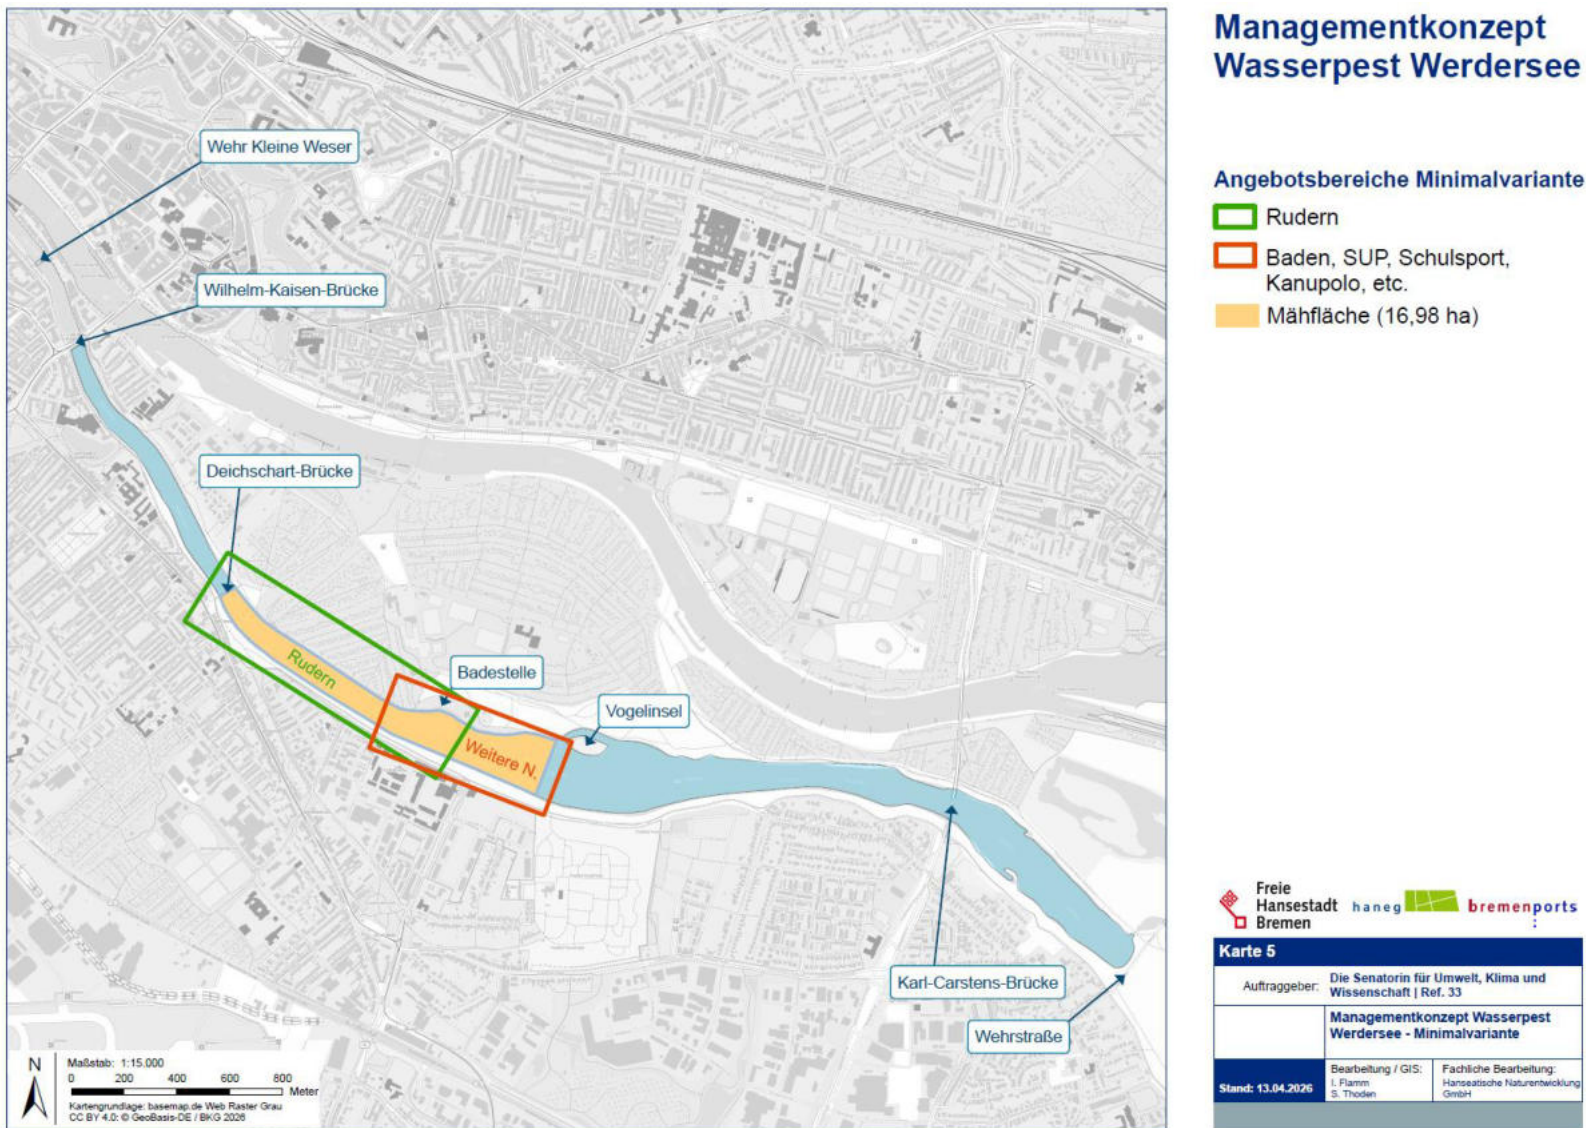 Managementkonzept
Wasserpest Werdersee
Angebotsbereiche Minimalvariante
Rudern
Baden, SUP, Schulsport,
Kanupolo, etc.
Mähfläche (16,98 ha)
Wehr Kleine Weser
Wilhelm-Kaisen-Brücke
Deichschart-Brücke
Badestelle
Vogelinsel
Rudern
Weitere N.
Karl-Carstens-Brücke
Wehrstraße
N
Maßstab: 1:15.000
0 200 400 600 800
Meter
Kartengrundlage: basemap.de Web Raster Grau
CC BY 4.0: © GeoBasis-DE / BKG 2026
Freie
Hansestadt
Bremen
haneg
bremenports
Karte 5
Auftraggeber:
Die Senatorin für Umwelt, Klima und
Wissenschaft | Ref. 33
Managementkonzept Wasserpest
Werdersee - Minimalvariante
Stand: 13.04.2026
Bearbeitung / GIS:
I. Flamm
S. Thoden
Fachliche Bearbeitung:
Hanseatische Naturentwicklung
GmbH